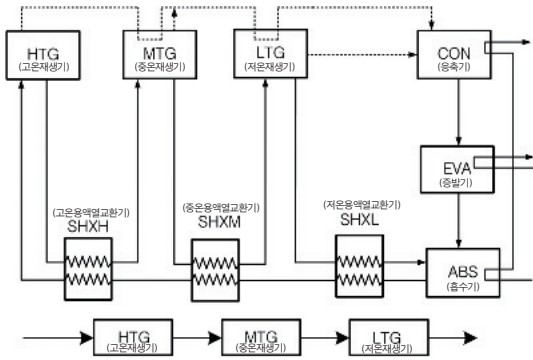 HTG
(고온재생기)
MTG
(중온재생기)
LTG
(저온재생기)
CON
(응축기)
EVA
(증발기)
(고온용액열교환기)
SHXH
(중온용액열교환기)
SHXM
(저온용액열교환기)
SHXL
ABS
(흡수기)
HTG
(고온재생기)
MTG
(중온재생기)
LTG
(저온재생기)